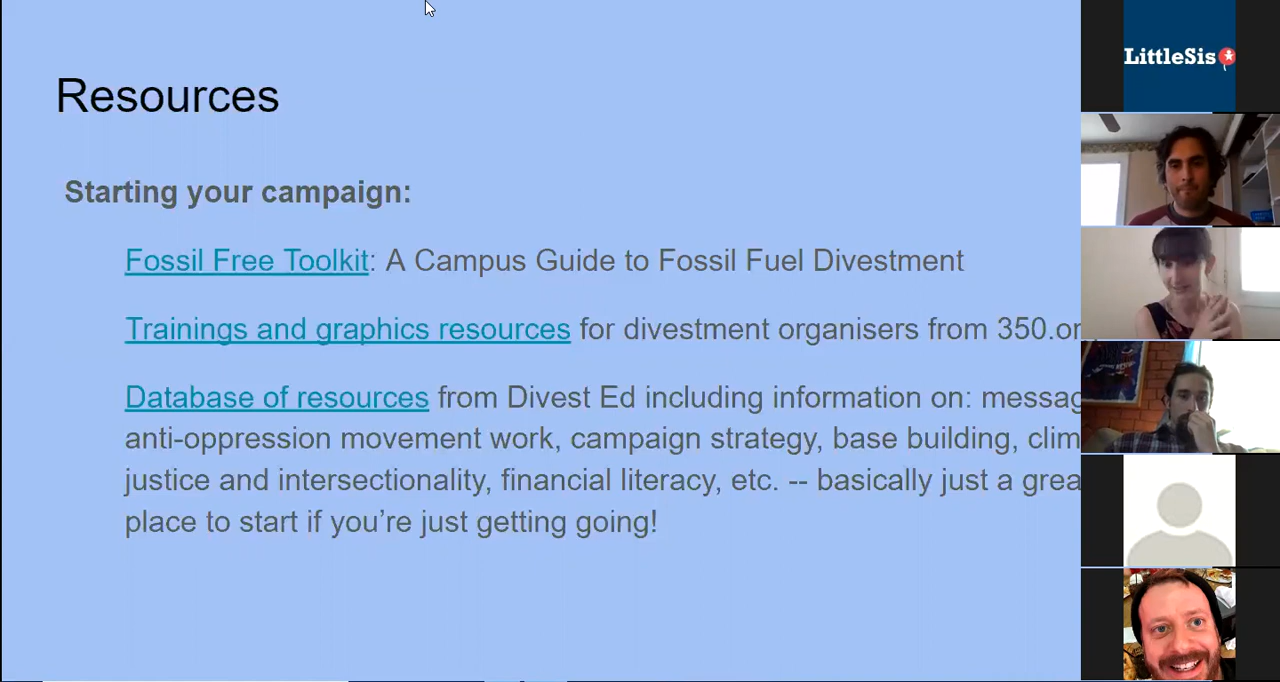 Resources
Starting your campaign:
Fossil Free Toolkit: A Campus Guide to Fossil Fuel Divestment
Trainings and graphics resources for divestment organisers from 350.or
Database of resources from Divest Ed including information on: messag
anti-oppression movement work, campaign strategy, base building, clim
justice and intersectionality, financial literacy, etc. -- basically just a grea
place to start if you’re just getting going!
LittleSis